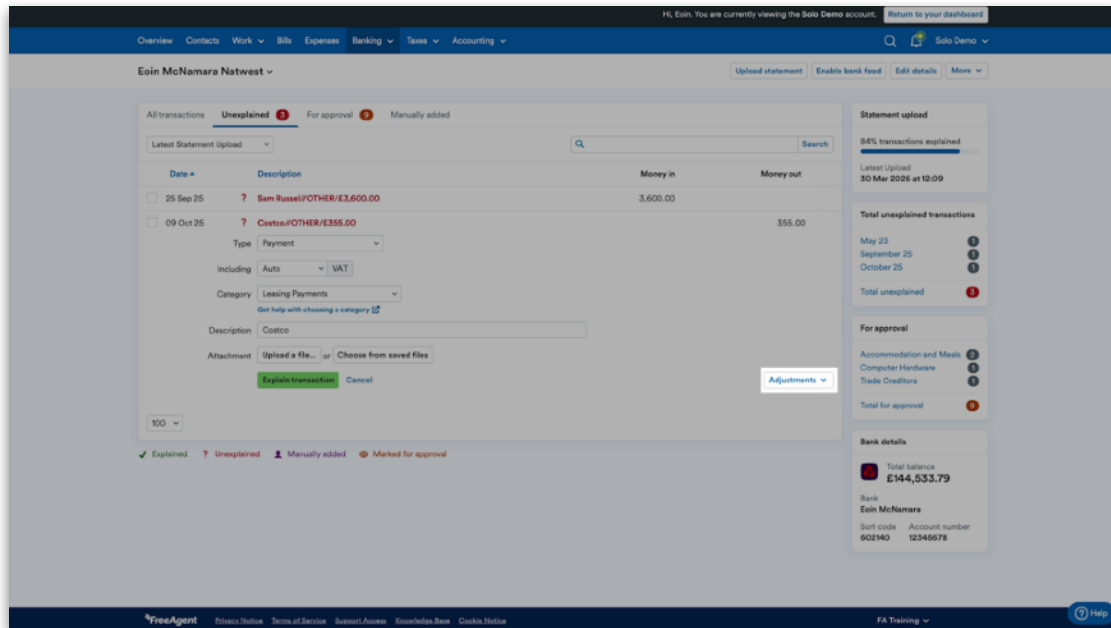 Hi, Eoin. You are currently viewing the Solo Demo account. Return to your dashboard
Overview Contacts Work Bills Expenses Banking Taxes Accounting Solo Demo
Eoin McNamara Natwest Upload statement Enable bank feed Edit details More
All transactions Unexplained 3 For approval 9 Manually added
Latest Statement Upload Search
Date Description Money in Money out
25 Sep 25 ? Sam Russel//OTHER/£3,600.00 3,600.00
09 Oct 25 ? Costco//OTHER/£355.00 355.00
Type Payment
Including Auto VAT
Category Leasing Payments
Get help with choosing a category
Description Costco
Attachment Upload a file... or Choose from saved files
Explain transaction Cancel Adjustments
100
Explained ? Unexplained Manually added Marked for approval
Statement upload
84% transactions explained
Latest Upload
30 Mar 2026 at 12:09
Total unexplained transactions
May 23 1
September 25 1
October 25 1
Total unexplained 3
For approval
Accommodation and Meals 2
Computer Hardware 1
Trade Creditors 1
Total for approval 9
Bank details
Total balance
£144,533.79
Bank
Eoin McNamara
Sort code Account number
602140 12345678
FreeAgent Privacy Notice Terms of Service Support Access Knowledge Base Cookie Notice FA Training
? Help